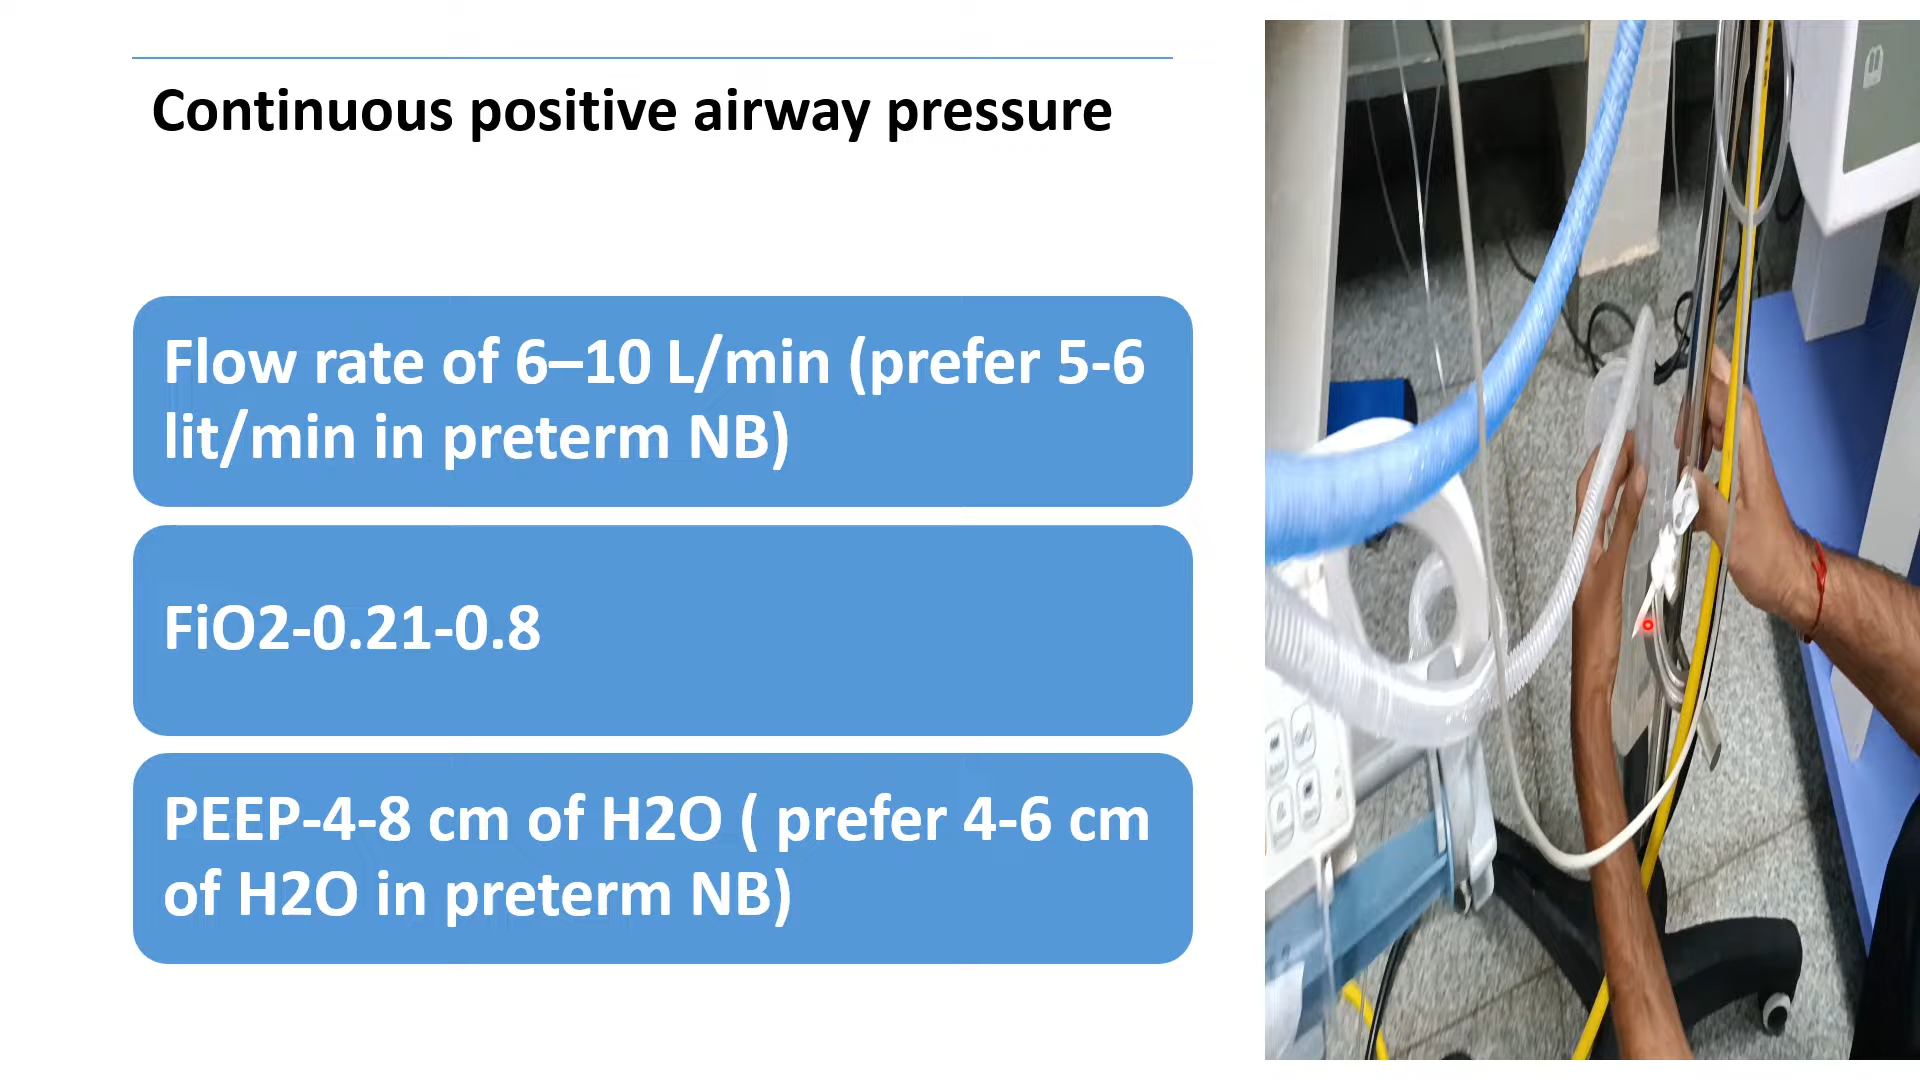 Continuous positive airway pressure
Flow rate of 6–10 L/min (prefer 5-6
lit/min in preterm NB)
FiO2-0.21-0.8
PEEP-4-8 cm of H2O ( prefer 4-6 cm
of H2O in preterm NB)